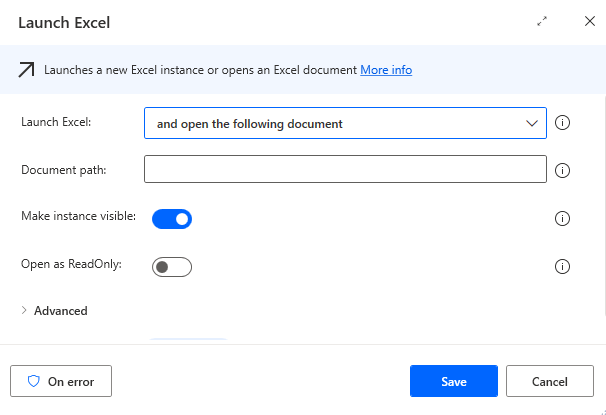 Launch Excel
Launches a new Excel instance or opens an Excel document More info
Launch Excel:
and open the following document
Document path:
Make instance visible:
Open as ReadOnly:
Advanced
On error
Save
Cancel